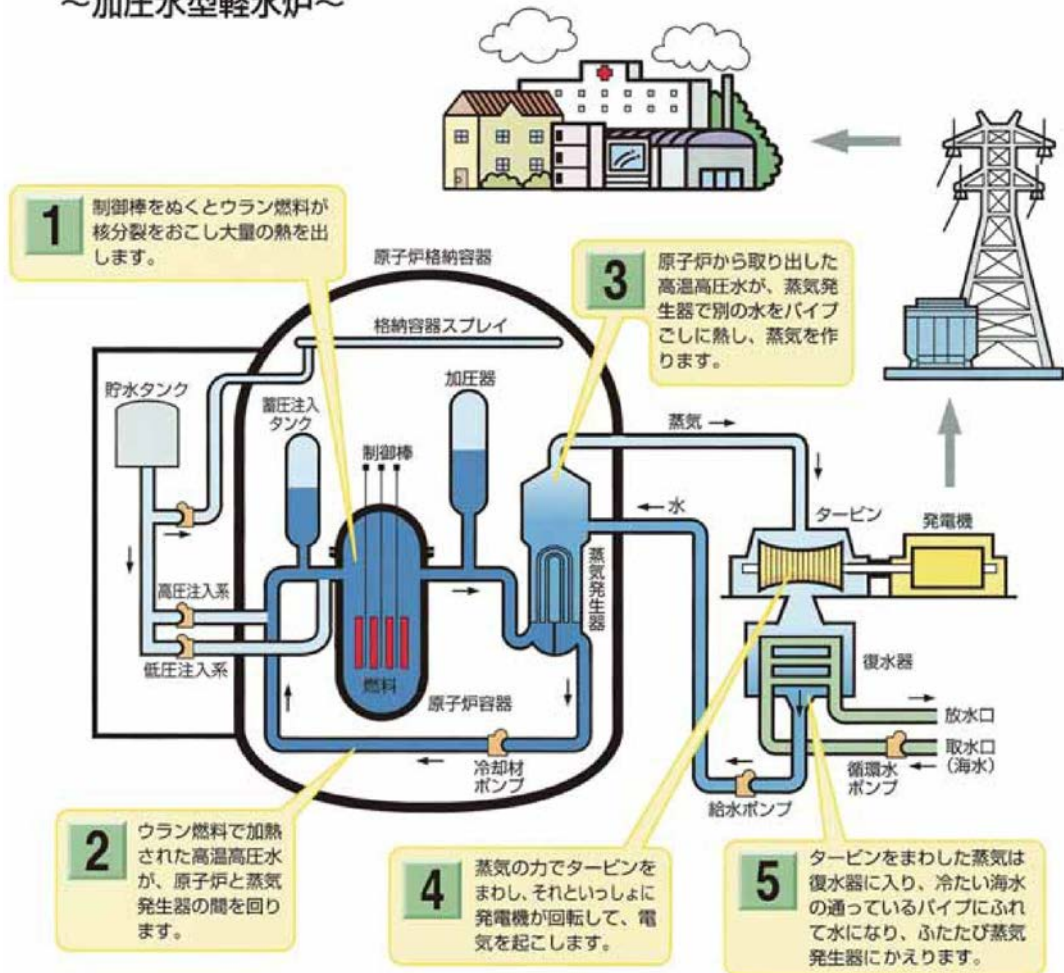 ～加圧水型軽水炉～
1
制御棒をぬくとウラン燃料が
核分裂をおこし大量の熱を出
します。
原子炉格納容器
3
原子炉から取り出した
高温高圧水が、蒸気発
生器で別の水をパイプ
ごしに熱し、蒸気を作
ります。
格納容器スプレイ
貯水タンク
蓄圧注入
タンク
加圧器
制御棒
蒸気
水
タービン
発電機
蒸気発生器
高圧注入系
低圧注入系
燃料
原子炉容器
復水器
放水口
取水口
（海水）
冷却材
ポンプ
循環水
ポンプ
給水ポンプ
2
ウラン燃料で加熱
された高温高圧水
が、原子炉と蒸気
発生器の間を回り
ます。
4
蒸気の力でタービンを
まわし、それといっしょに
発電機が回転して、電
気を起こします。
5
タービンをまわした蒸気は
復水器に入り、冷たい海水
の通っているパイプにふれ
て水になり、ふたたび蒸気
発生器にかえります。